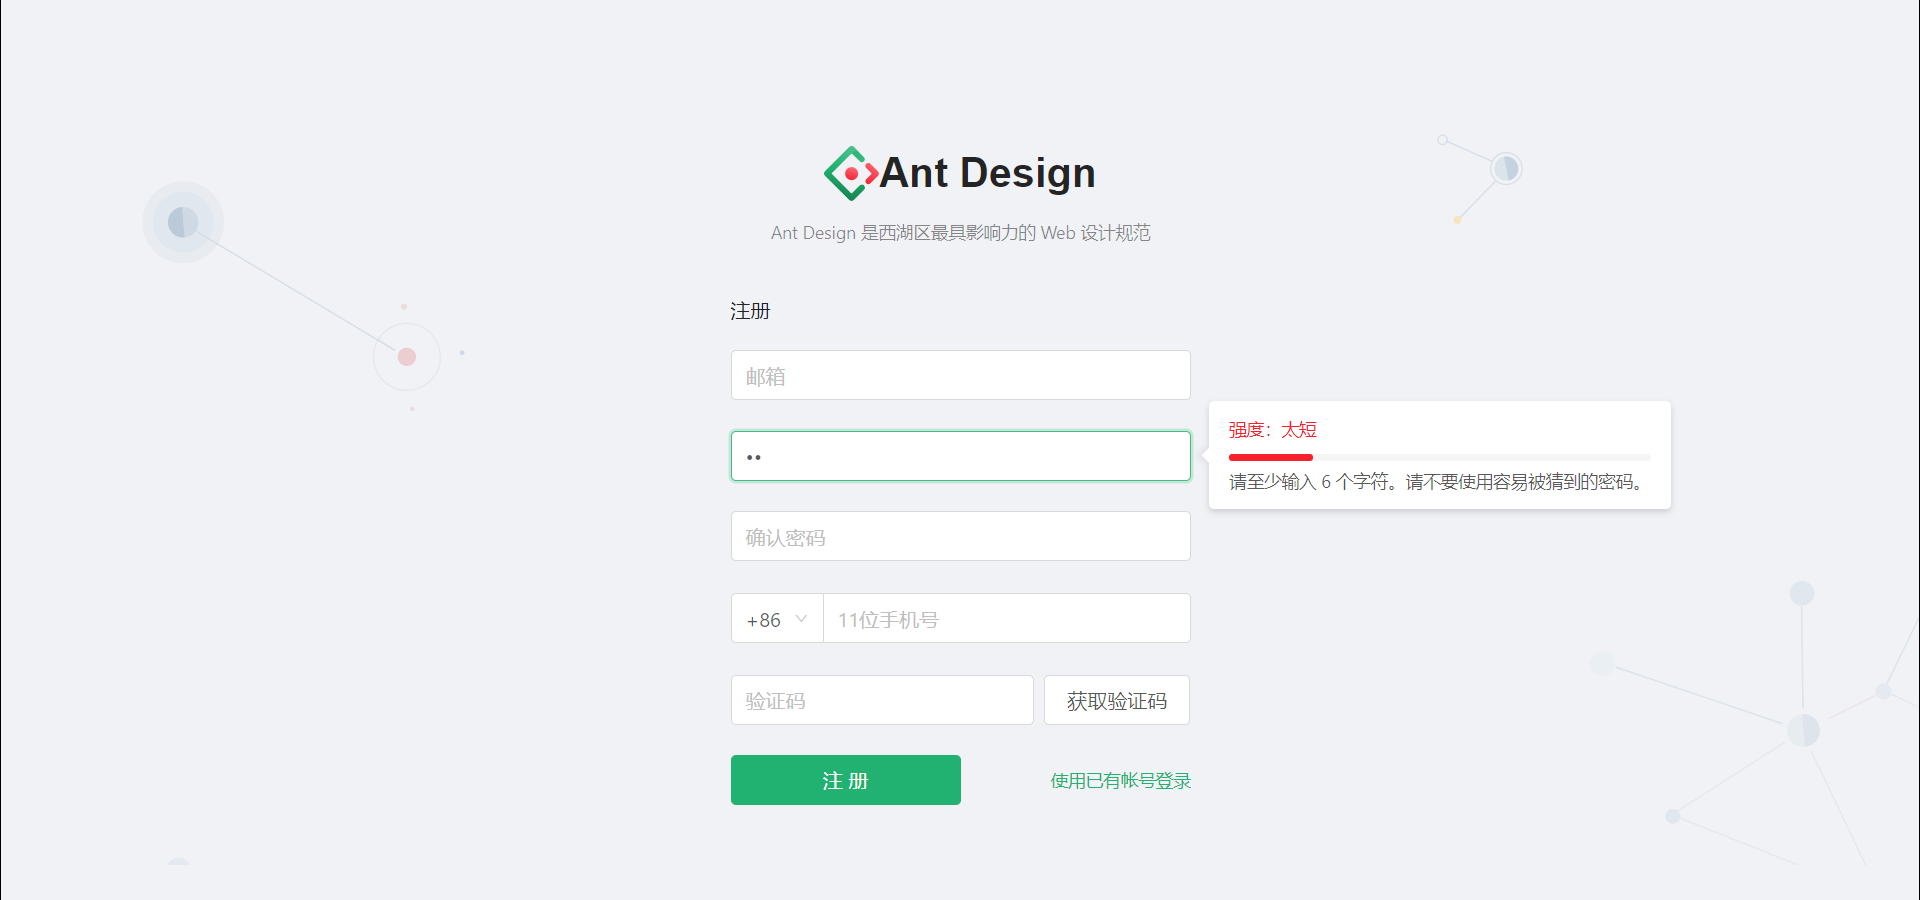 Ant Design
Ant Design 是西湖区最具影响力的 Web 设计规范
注册
邮箱
••
强度：太短
请至少输入 6 个字符。请不要使用容易被猜到的密码。
确认密码
+86 11位手机号
验证码 获取验证码
注 册 使用已有帐号登录